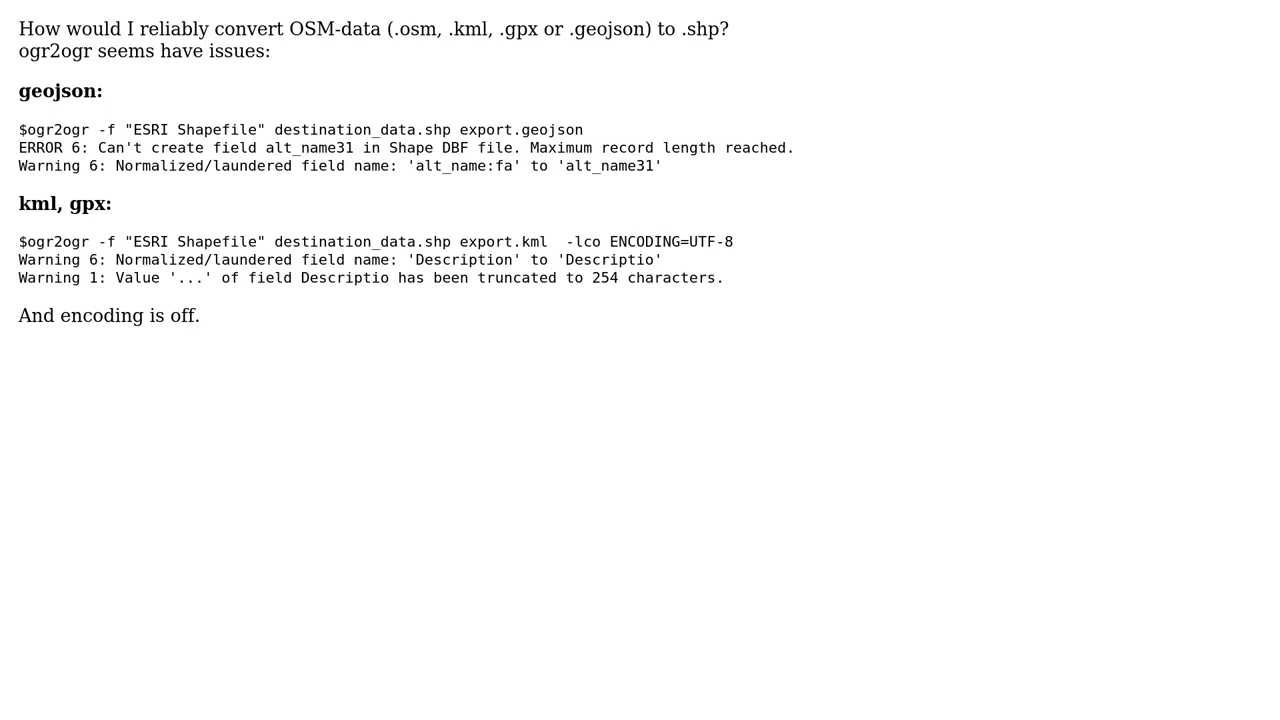 How would I reliably convert OSM-data (.osm, .kml, .gpx or .geojson) to .shp?
ogr2ogr seems have issues:
geojson:
$ogr2ogr -f "ESRI Shapefile" destination_data.shp export.geojson
ERROR 6: Can't create field alt_name31 in Shape DBF file. Maximum record length reached.
Warning 6: Normalized/laundered field name: 'alt_name:fa' to 'alt_name31'
kml, gpx:
$ogr2ogr -f "ESRI Shapefile" destination_data.shp export.kml  -lco ENCODING=UTF-8
Warning 6: Normalized/laundered field name: 'Description' to 'Descriptio'
Warning 1: Value '...' of field Descriptio has been truncated to 254 characters.
And encoding is off.